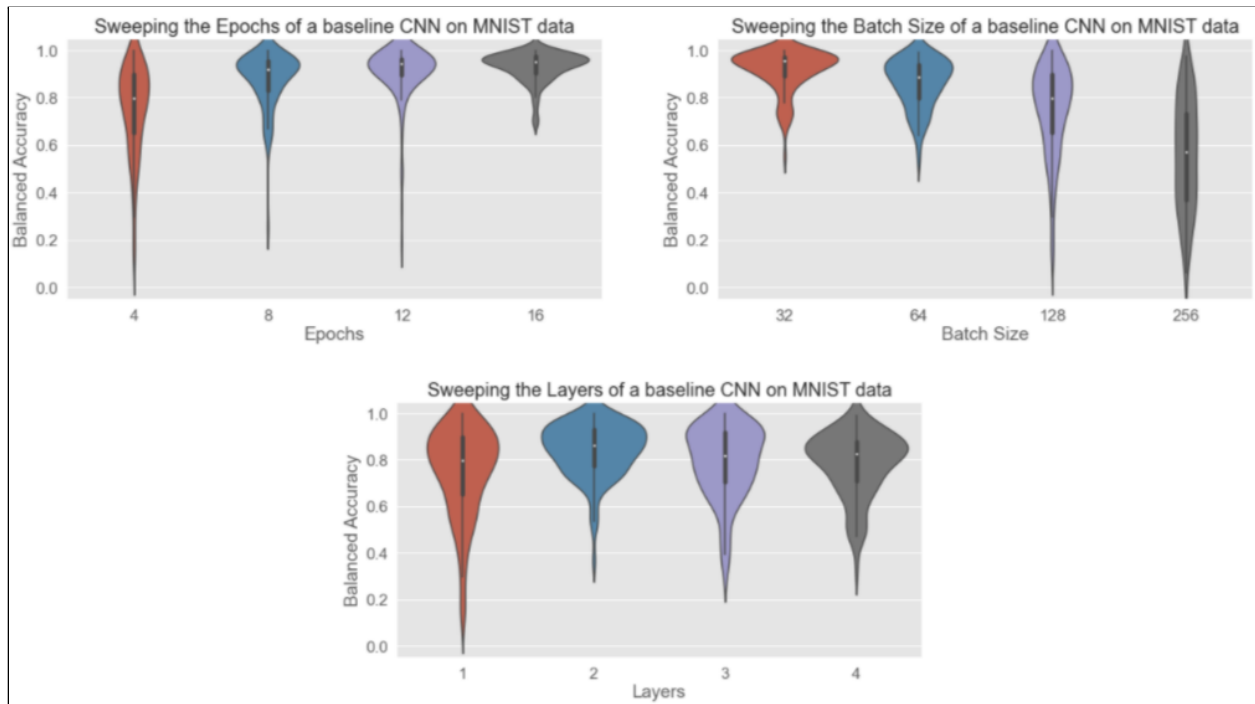 Sweeping the Epochs of a baseline CNN on MNIST data
Balanced Accuracy
1.0
0.8
0.6
0.4
0.2
0.0
4 8 12 16
Epochs
Sweeping the Batch Size of a baseline CNN on MNIST data
Balanced Accuracy
1.0
0.8
0.6
0.4
0.2
0.0
32 64 128 256
Batch Size
Sweeping the Layers of a baseline CNN on MNIST data
Balanced Accuracy
1.0
0.8
0.6
0.4
0.2
0.0
1 2 3 4
Layers